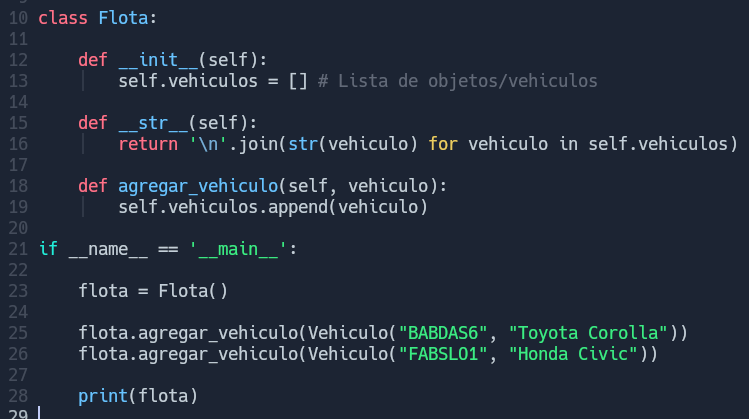 10 class Flota:
11
12     def __init__(self):
13         self.vehiculos = [] # Lista de objetos/vehiculos
14
15     def __str__(self):
16         return '\n'.join(str(vehiculo) for vehiculo in self.vehiculos)
17
18     def agregar_vehiculo(self, vehiculo):
19         self.vehiculos.append(vehiculo)
20
21 if __name__ == '__main__':
22
23     flota = Flota()
24
25     flota.agregar_vehiculo(Vehiculo("BABDAS6", "Toyota Corolla"))
26     flota.agregar_vehiculo(Vehiculo("FABSLO1", "Honda Civic"))
27
28     print(flota)
29